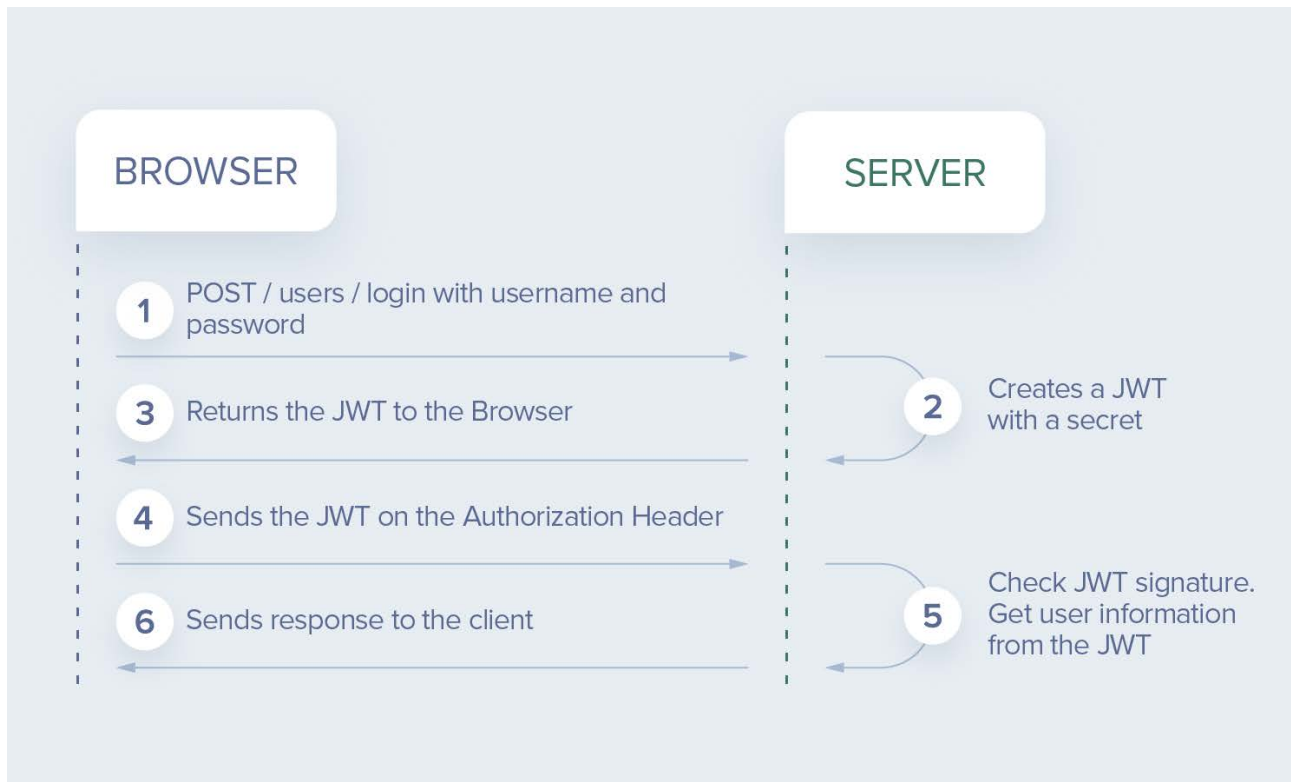 BROWSER
SERVER
1
POST / users / login with username and
password
2
Creates a JWT
with a secret
3
Returns the JWT to the Browser
4
Sends the JWT on the Authorization Header
5
Check JWT signature.
Get user information
from the JWT
6
Sends response to the client